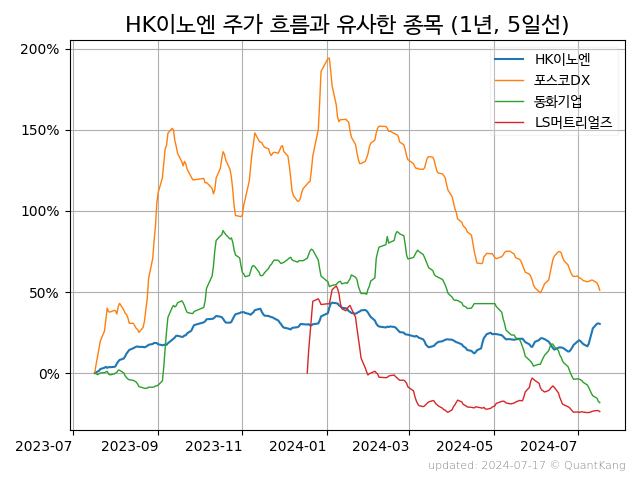 HK이노엔 주가 흐름과 유사한 종목 (1년, 5일선)
200%
150%
100%
50%
0%
HK이노엔
포스코DX
동화기업
LS머트리얼즈
2023-07 2023-09 2023-11 2024-01 2024-03 2024-05 2024-07
updated: 2024-07-17 © QuantKang